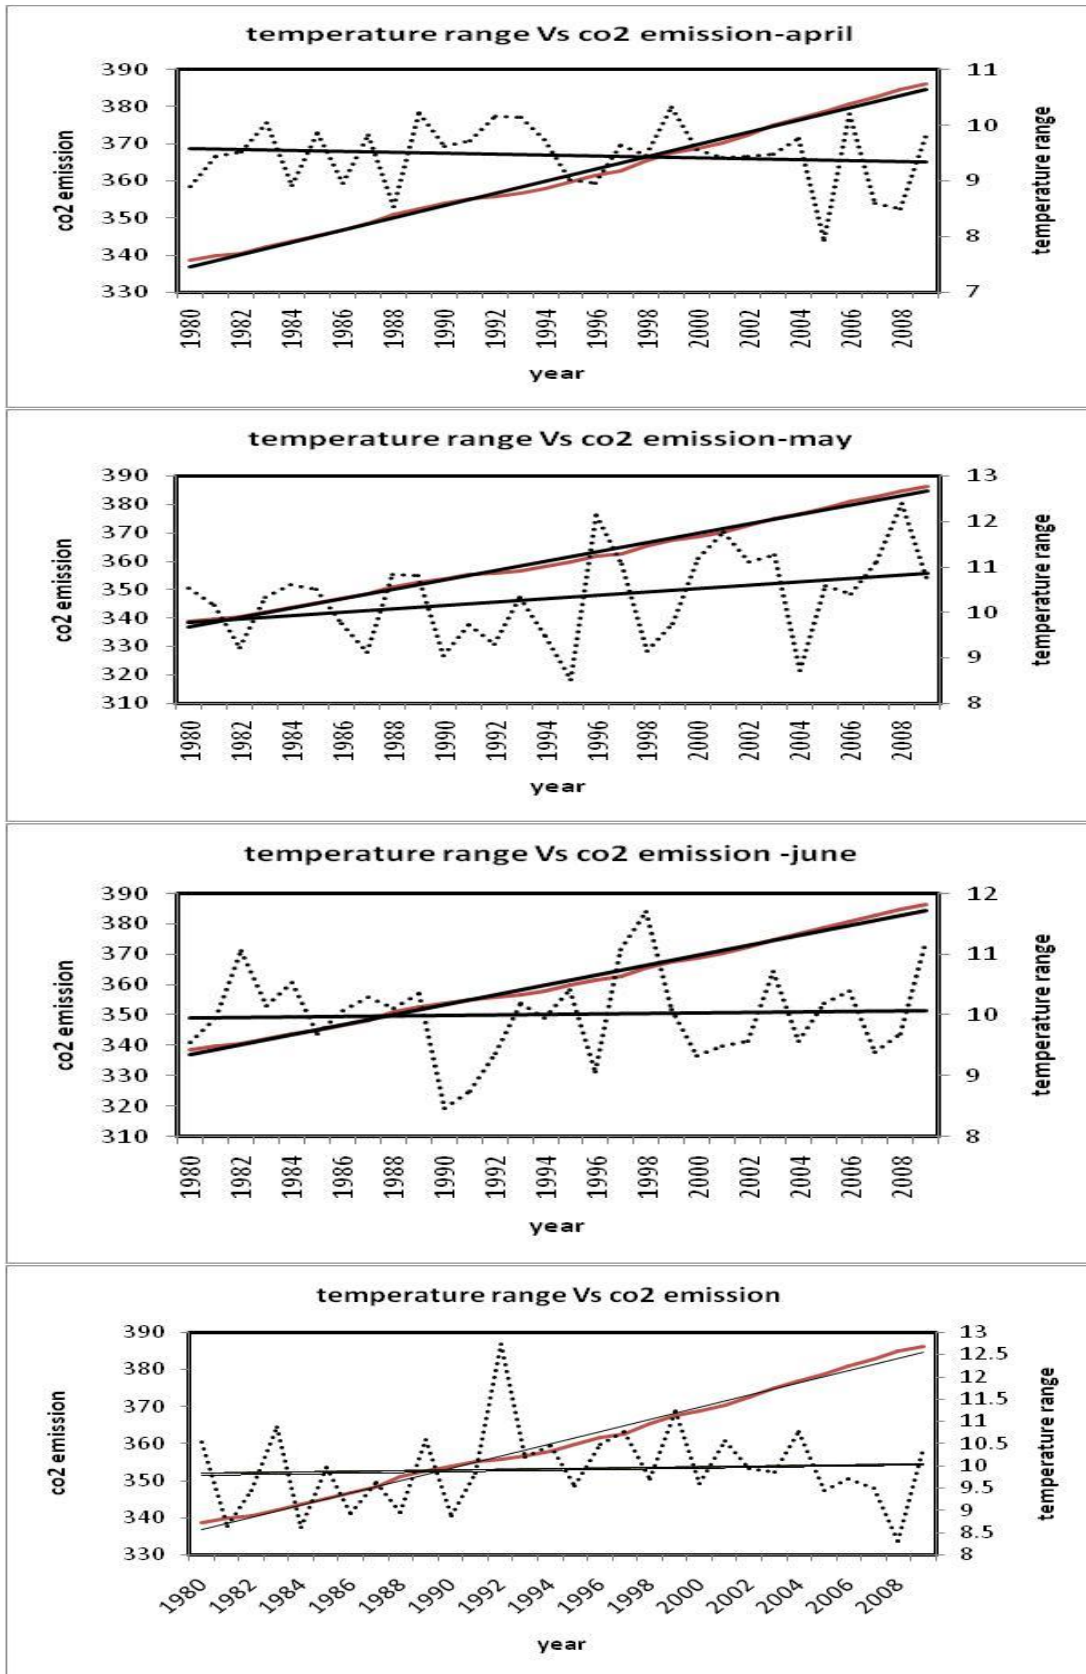 temperature range Vs co2 emission-april
390 11
380 10
370 9
360 8
350 7
340
330
co2 emission
temperature range
1980 1982 1984 1986 1988 1990 1992 1994 1996 1998 2000 2002 2004 2006 2008
year
temperature range Vs co2 emission-may
390 13
380 12
370 11
360 10
350 9
340 8
330
320
310
co2 emission
temperature range
1980 1982 1984 1986 1988 1990 1992 1994 1996 1998 2000 2002 2004 2006 2008
year
temperature range Vs co2 emission -june
390 12
380 11
370 10
360 9
350 8
340
330
320
310
co2 emission
temperature range
1980 1982 1984 1986 1988 1990 1992 1994 1996 1998 2000 2002 2004 2006 2008
year
temperature range Vs co2 emission
390 13
380 12.5
370 12
360 11.5
350 11
340 10.5
330 10
9.5
9
8.5
8
co2 emission
temperature range
1980 1982 1984 1986 1988 1990 1992 1994 1996 1998 2000 2002 2004 2006 2008
year